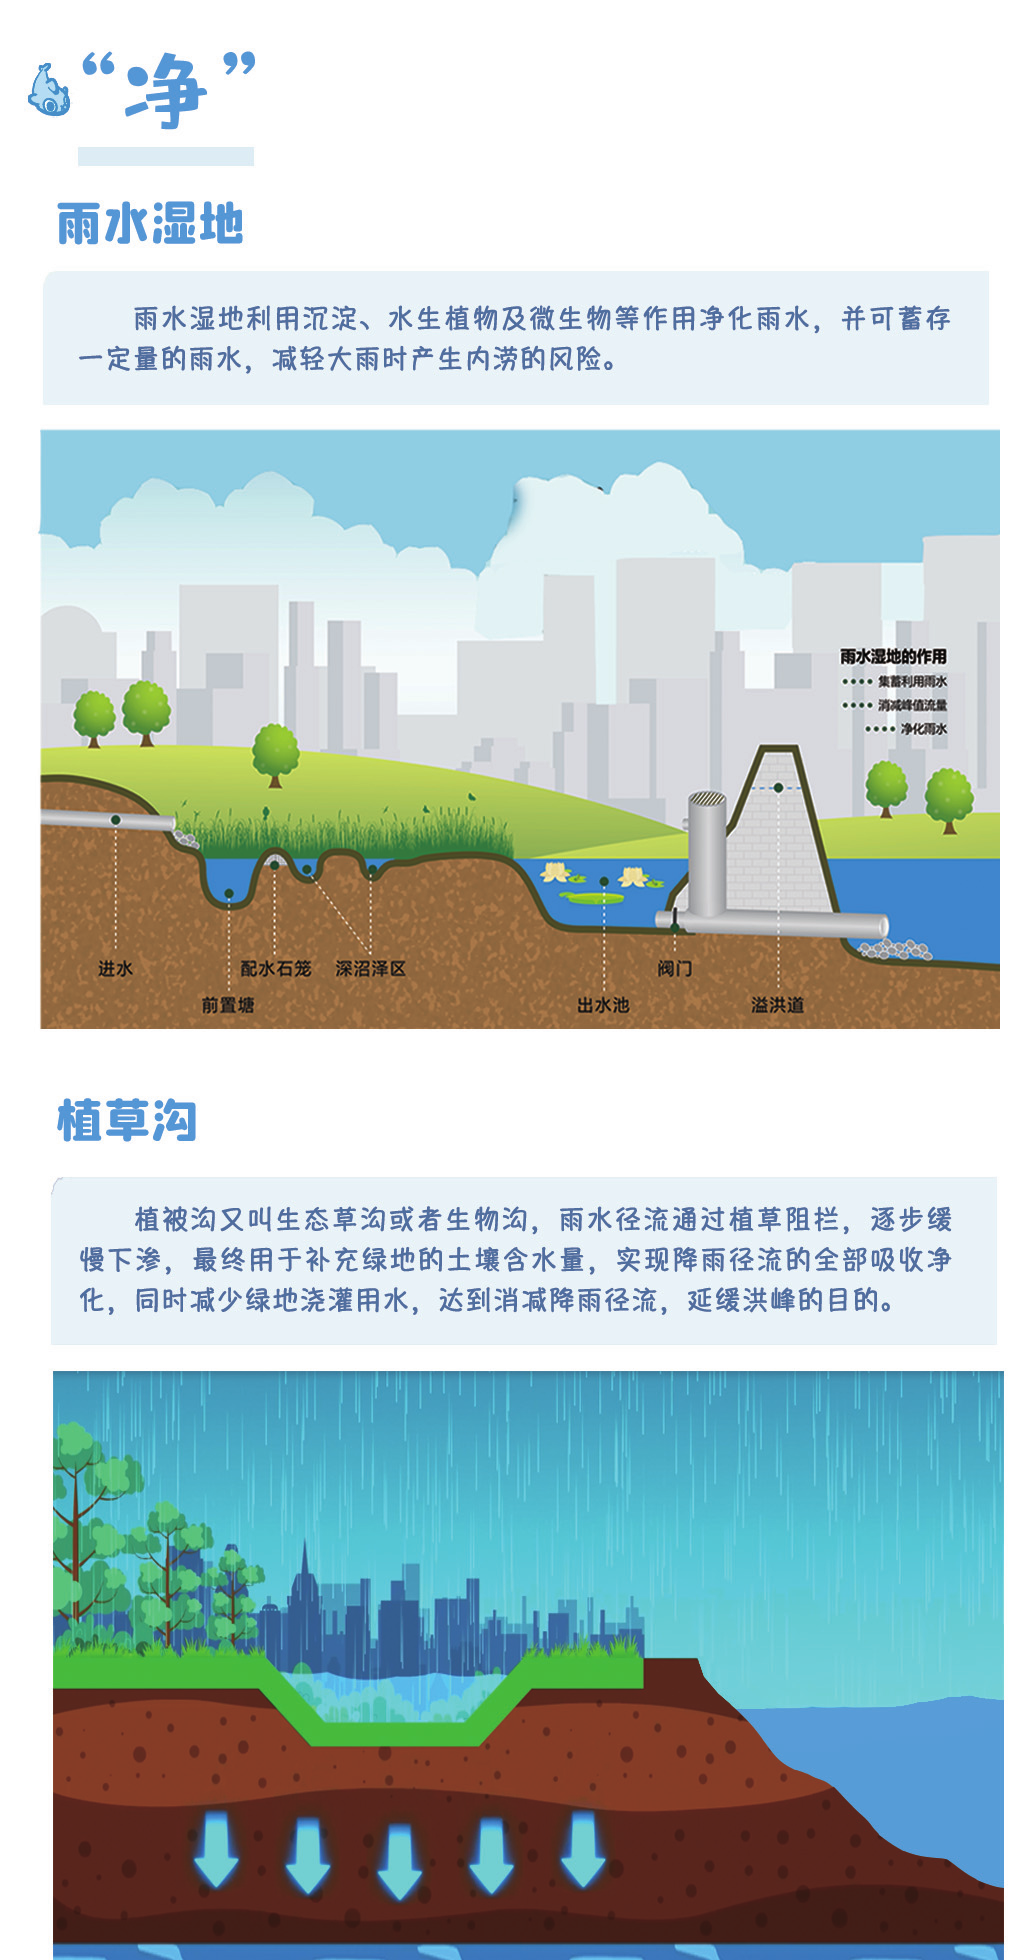 “净”
雨水湿地
雨水湿地利用沉淀、水生植物及微生物等作用净化雨水，并可蓄存
一定量的雨水，减轻大雨时产生内涝的风险。
雨水湿地的作用
集蓄利用雨水
消减峰值流量
净化雨水
进水
配水石笼
深沼泽区
阀门
前置塘
出水池
溢洪道
植草沟
植被沟又叫生态草沟或者生物沟，雨水径流通过植草阻拦，逐步缓
慢下渗，最终用于补充绿地的土壤含水量，实现降雨径流的全部吸收净
化，同时减少绿地浇灌用水，达到消减降雨径流，延缓洪峰的目的。